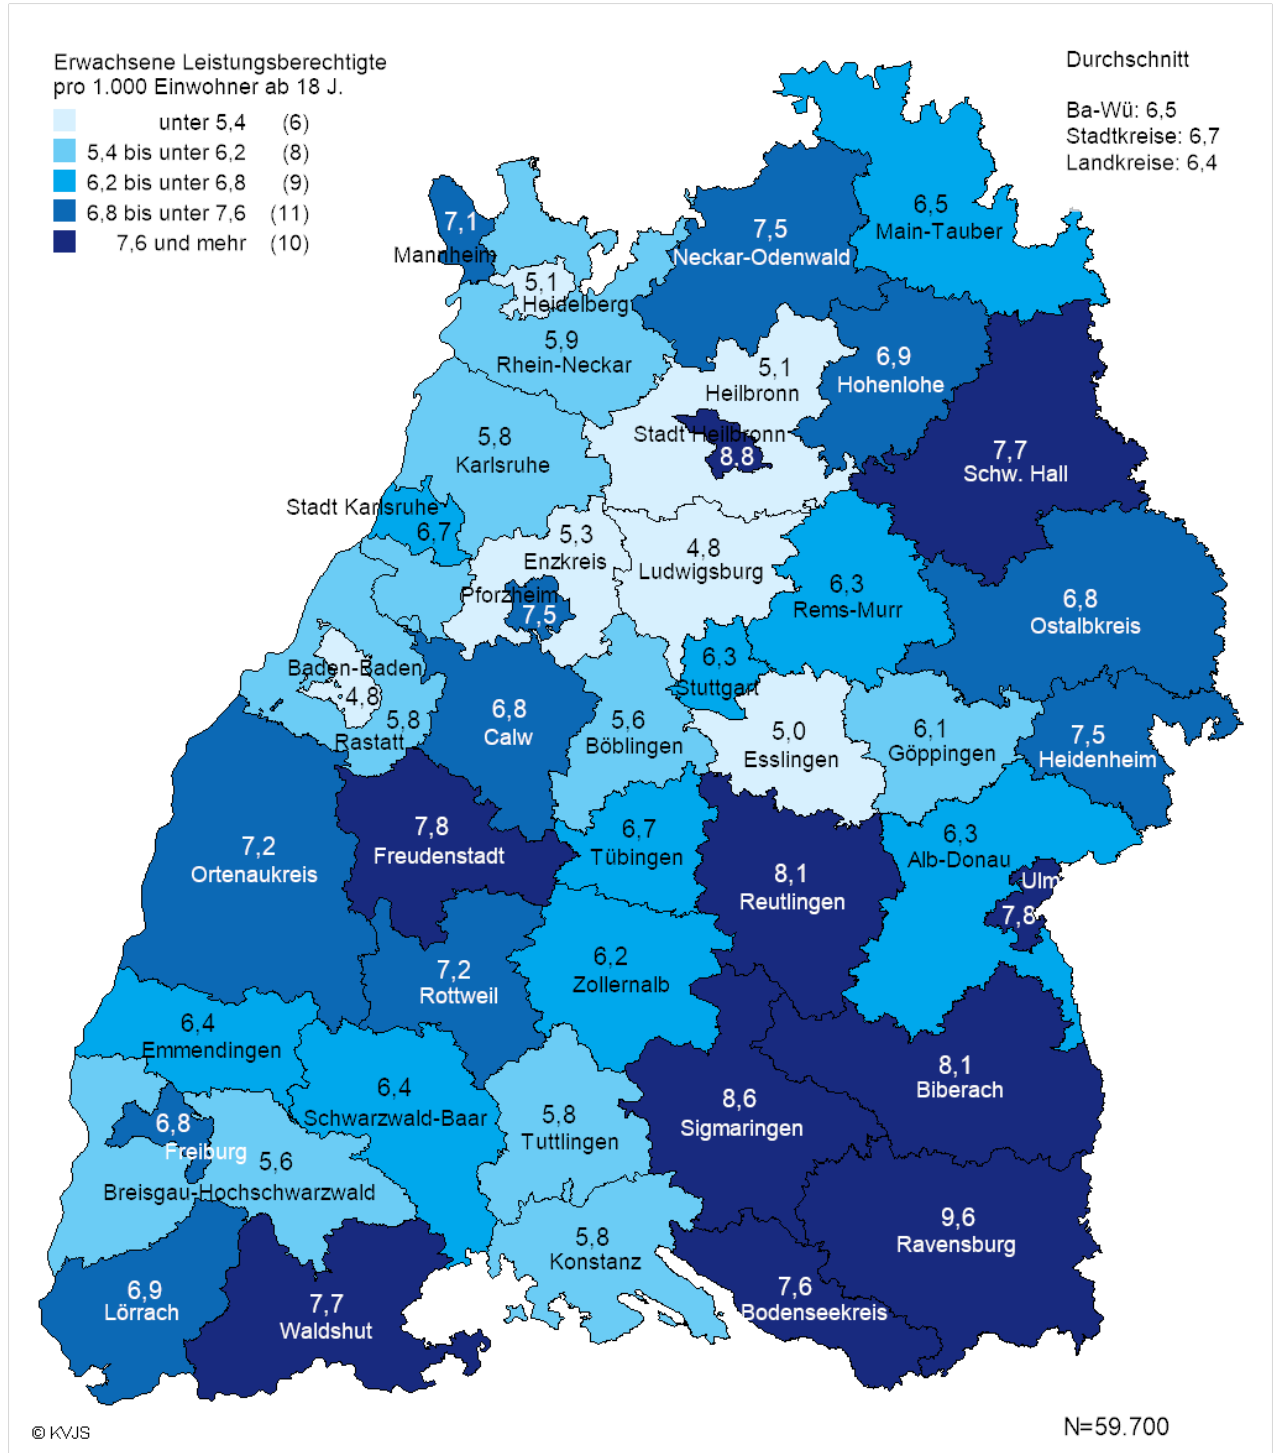 Erwachsene Leistungsberechtigte
pro 1.000 Einwohner ab 18 J.
unter 5,4 (6)
5,4 bis unter 6,2 (8)
6,2 bis unter 6,8 (9)
6,8 bis unter 7,6 (11)
7,6 und mehr (10)
Durchschnitt
Ba-Wü: 6,5
Stadtkreise: 6,7
Landkreise: 6,4
7,1
Mannheim
5,1
Heidelberg
7,5
Neckar-Odenwald
6,5
Main-Tauber
5,9
Rhein-Neckar
5,1
Heilbronn
6,9
Hohenlohe
Stadt Heilbronn
8,8
5,8
Karlsruhe
7,7
Schw. Hall
Stadt Karlsruhe
6,7
5,3
Enzkreis
4,8
Ludwigsburg
Pforzheim
7,5
6,3
Rems-Murr
6,8
Ostalbkreis
Baden-Baden
4,8
5,8
Rastatt
6,8
Calw
5,6
Böblingen
6,3
Stuttgart
5,0
Esslingen
6,1
Göppingen
7,5
Heidenheim
7,2
Ortenaukreis
7,8
Freudenstadt
6,7
Tübingen
8,1
Reutlingen
6,3
Alb-Donau
Ulm
7,8
7,2
Rottweil
6,2
Zollernalb
6,4
Emmendingen
6,4
Schwarzwald-Baar
5,8
Tuttlingen
8,6
Sigmaringen
8,1
Biberach
6,8
Freiburg
5,6
Breisgau-Hochschwarzwald
5,8
Konstanz
9,6
Ravensburg
6,9
Lörrach
7,7
Waldshut
7,6
Bodenseekreis
© KVJS
N=59.700